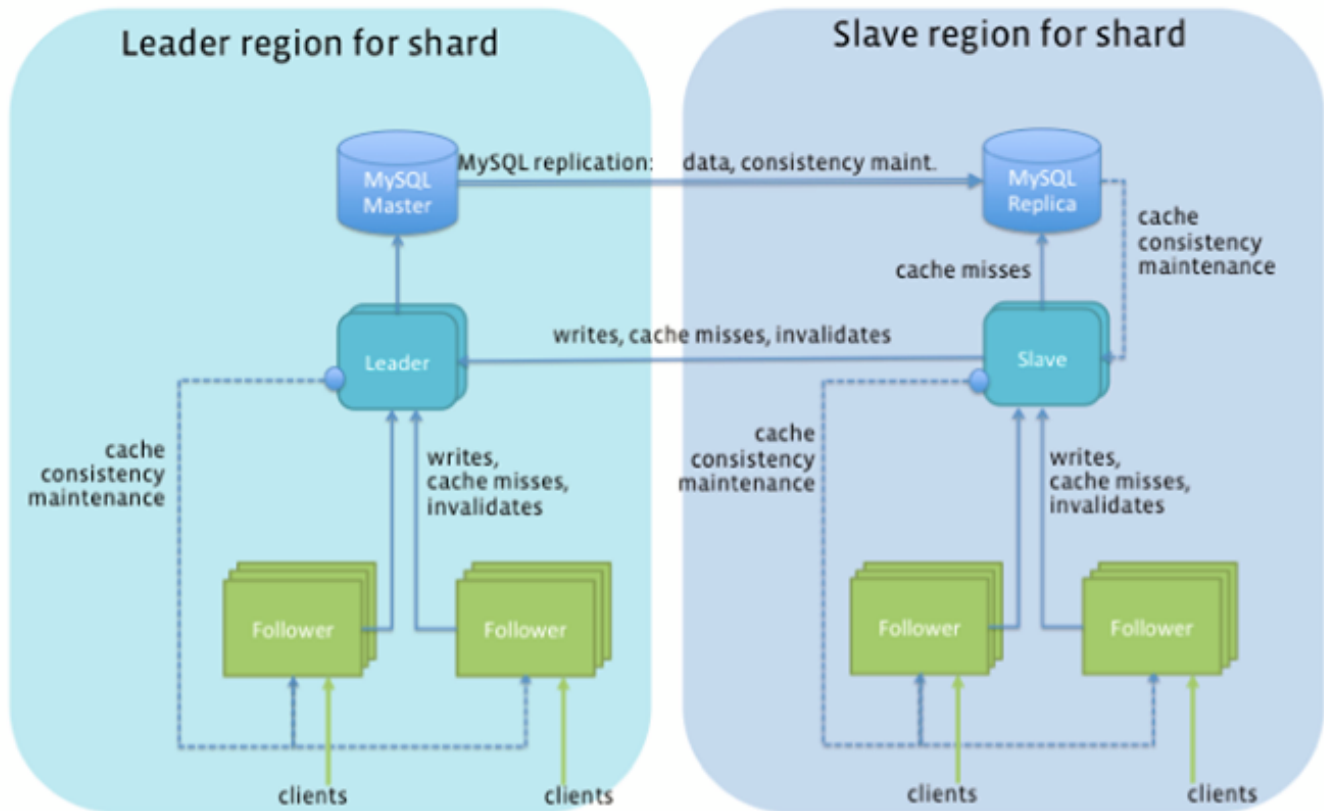 Leader region for shard
Slave region for shard
MySQL replication: data, consistency maint.
MySQL
Master
MySQL
Replica
cache
consistency
maintenance
cache misses
writes, cache misses, invalidates
Leader
Slave
cache
consistency
maintenance
writes,
cache misses,
invalidates
cache
consistency
maintenance
writes,
cache misses,
invalidates
Follower
Follower
Follower
Follower
clients
clients
clients
clients